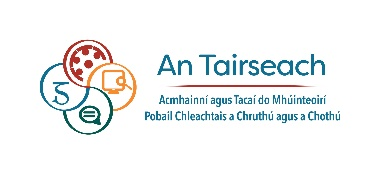 An Tairseach
Acmhainní agus Tacaí do Mhúinteoirí
Pobail Chleachtais a Chruthú agus a Chothú